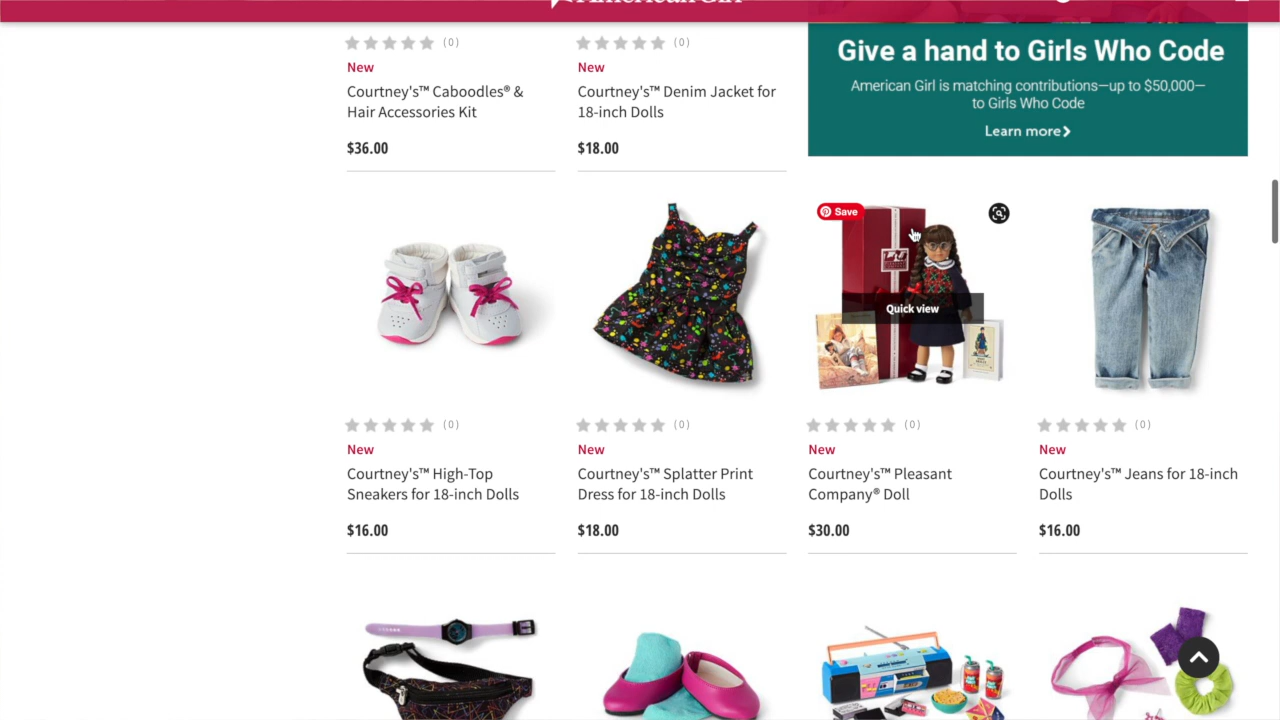 American Girl
(0)
New
Courtney's™ Caboodles® &
Hair Accessories Kit
$36.00
(0)
New
Courtney's™ Denim Jacket for
18-inch Dolls
$18.00
Give a hand to Girls Who Code
American Girl is matching contributions—up to $50,000—
to Girls Who Code
Learn more
(0)
New
Courtney's™ High-Top
Sneakers for 18-inch Dolls
$16.00
(0)
New
Courtney's™ Splatter Print
Dress for 18-inch Dolls
$18.00
Save
Quick view
(0)
New
Courtney's™ Pleasant
Company® Doll
$30.00
(0)
New
Courtney's™ Jeans for 18-inch
Dolls
$16.00